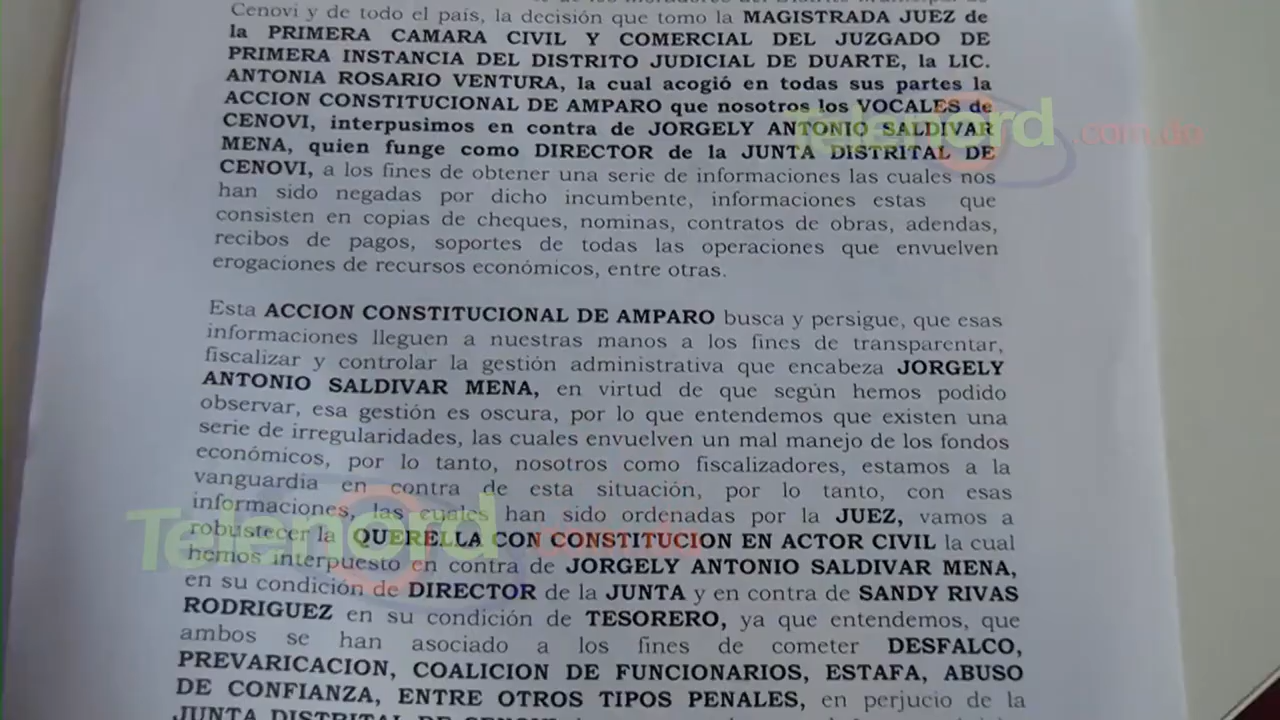 Cenovi y de todo el país, la decisión que tomo la MAGISTRADA JUEZ de
la PRIMERA CAMARA CIVIL Y COMERCIAL DEL JUZGADO DE
PRIMERA INSTANCIA DEL DISTRITO JUDICIAL DE DUARTE, la LIC.
ANTONIA ROSARIO VENTURA, la cual acogió en todas sus partes la
ACCION CONSTITUCIONAL DE AMPARO que nosotros los VOCALES de
CENOVI, interpusimos en contra de JORGELY ANTONIO SALDIVAR
MENA, quien funge como DIRECTOR de la JUNTA DISTRITAL DE
CENOVI, a los fines de obtener una serie de informaciones las cuales nos
han sido negadas por dicho incumbente, informaciones estas que
consisten en copias de cheques, nominas, contratos de obras, adendas,
recibos de pagos, soportes de todas las operaciones que envuelven
erogaciones de recursos económicos, entre otras.
Esta ACCION CONSTITUCIONAL DE AMPARO busca y persigue, que esas
informaciones lleguen a nuestras manos a los fines de transparentar,
fiscalizar y controlar la gestión administrativa que encabeza JORGELY
ANTONIO SALDIVAR MENA, en virtud de que según hemos podido
observar, esa gestión es oscura, por lo que entendemos que existen una
serie de irregularidades, las cuales envuelven un mal manejo de los fondos
económicos, por lo tanto, nosotros como fiscalizadores, estamos a la
vanguardia en contra de esta situación, por lo tanto, con esas
informaciones, las cuales han sido ordenadas por la JUEZ, vamos a
robustecer la QUERELLA CON CONSTITUCION EN ACTOR CIVIL la cual
hemos interpuesto en contra de JORGELY ANTONIO SALDIVAR MENA,
en su condición de DIRECTOR de la JUNTA y en contra de SANDY RIVAS
RODRIGUEZ en su condición de TESORERO, ya que entendemos, que
ambos se han asociado a los fines de cometer DESFALCO,
PREVARICACION, COALICION DE FUNCIONARIOS, ESTAFA, ABUSO
DE CONFIANZA, ENTRE OTROS TIPOS PENALES, en perjucio de la
JUNTA DISTRITAL DE CENOVI
Telenord.com.do
Telenord.com.do